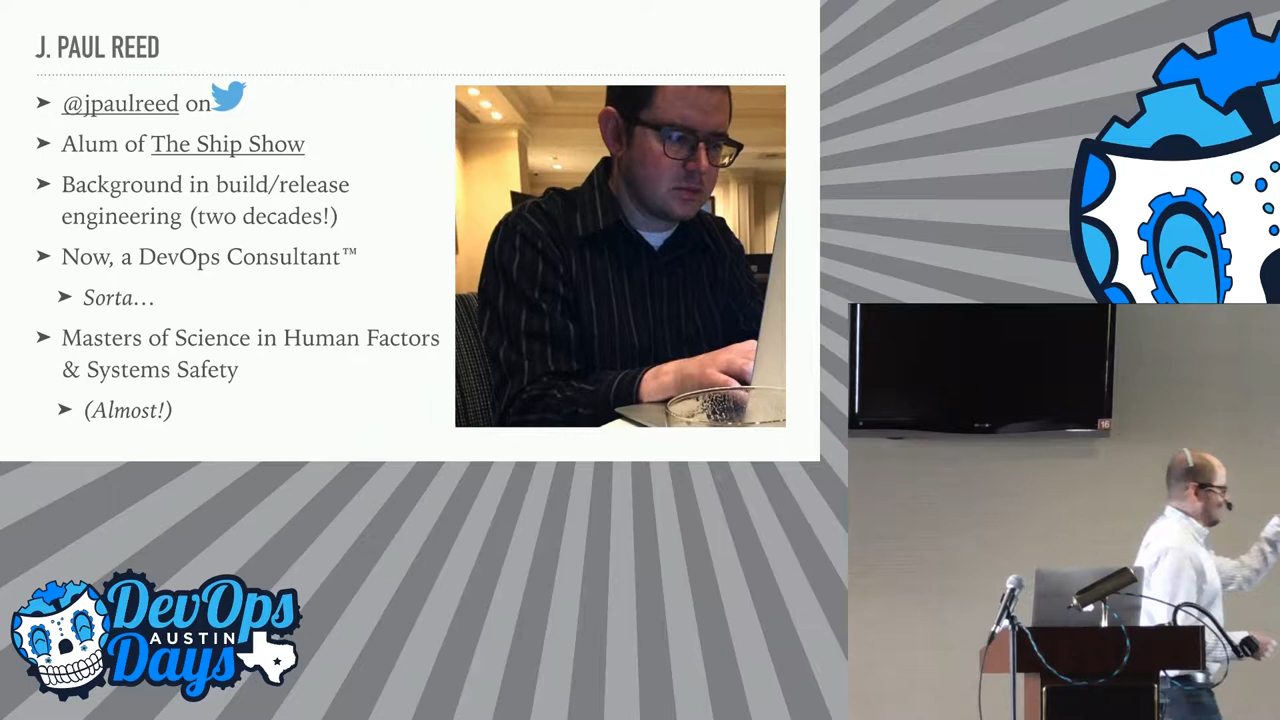 J. PAUL REED
➤ @jpaulreed on
➤ Alum of The Ship Show
➤ Background in build/release
engineering (two decades!)
➤ Now, a DevOps Consultant™
➤ Sorta…
➤ Masters of Science in Human Factors
& Systems Safety
➤ (Almost!)
16
DevOps
AUSTIN
Days